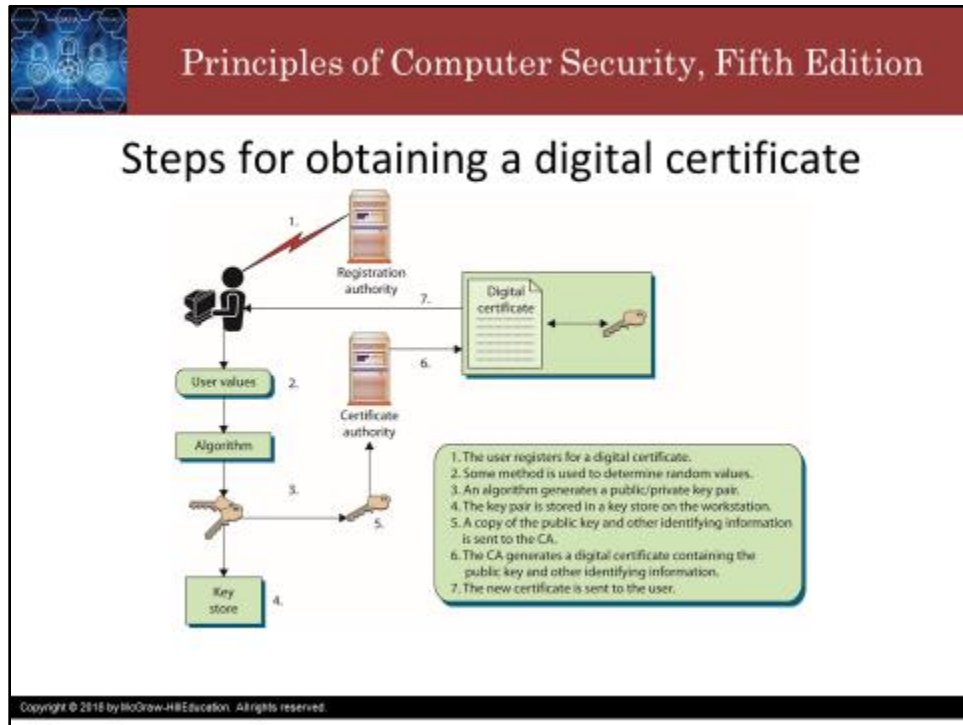 Principles of Computer Security, Fifth Edition
Steps for obtaining a digital certificate
1.
Registration
authority
7.
Digital
certificate
6.
User values
2.
Certificate
authority
Algorithm
3.
5.
Key
store
4.
1. The user registers for a digital certificate.
2. Some method is used to determine random values.
3. An algorithm generates a public/private key pair.
4. The key pair is stored in a key store on the workstation.
5. A copy of the public key and other identifying information
is sent to the CA.
6. The CA generates a digital certificate containing the
public key and other identifying information.
7. The new certificate is sent to the user.
Copyright © 2018 by McGraw-Hill Education. All rights reserved.